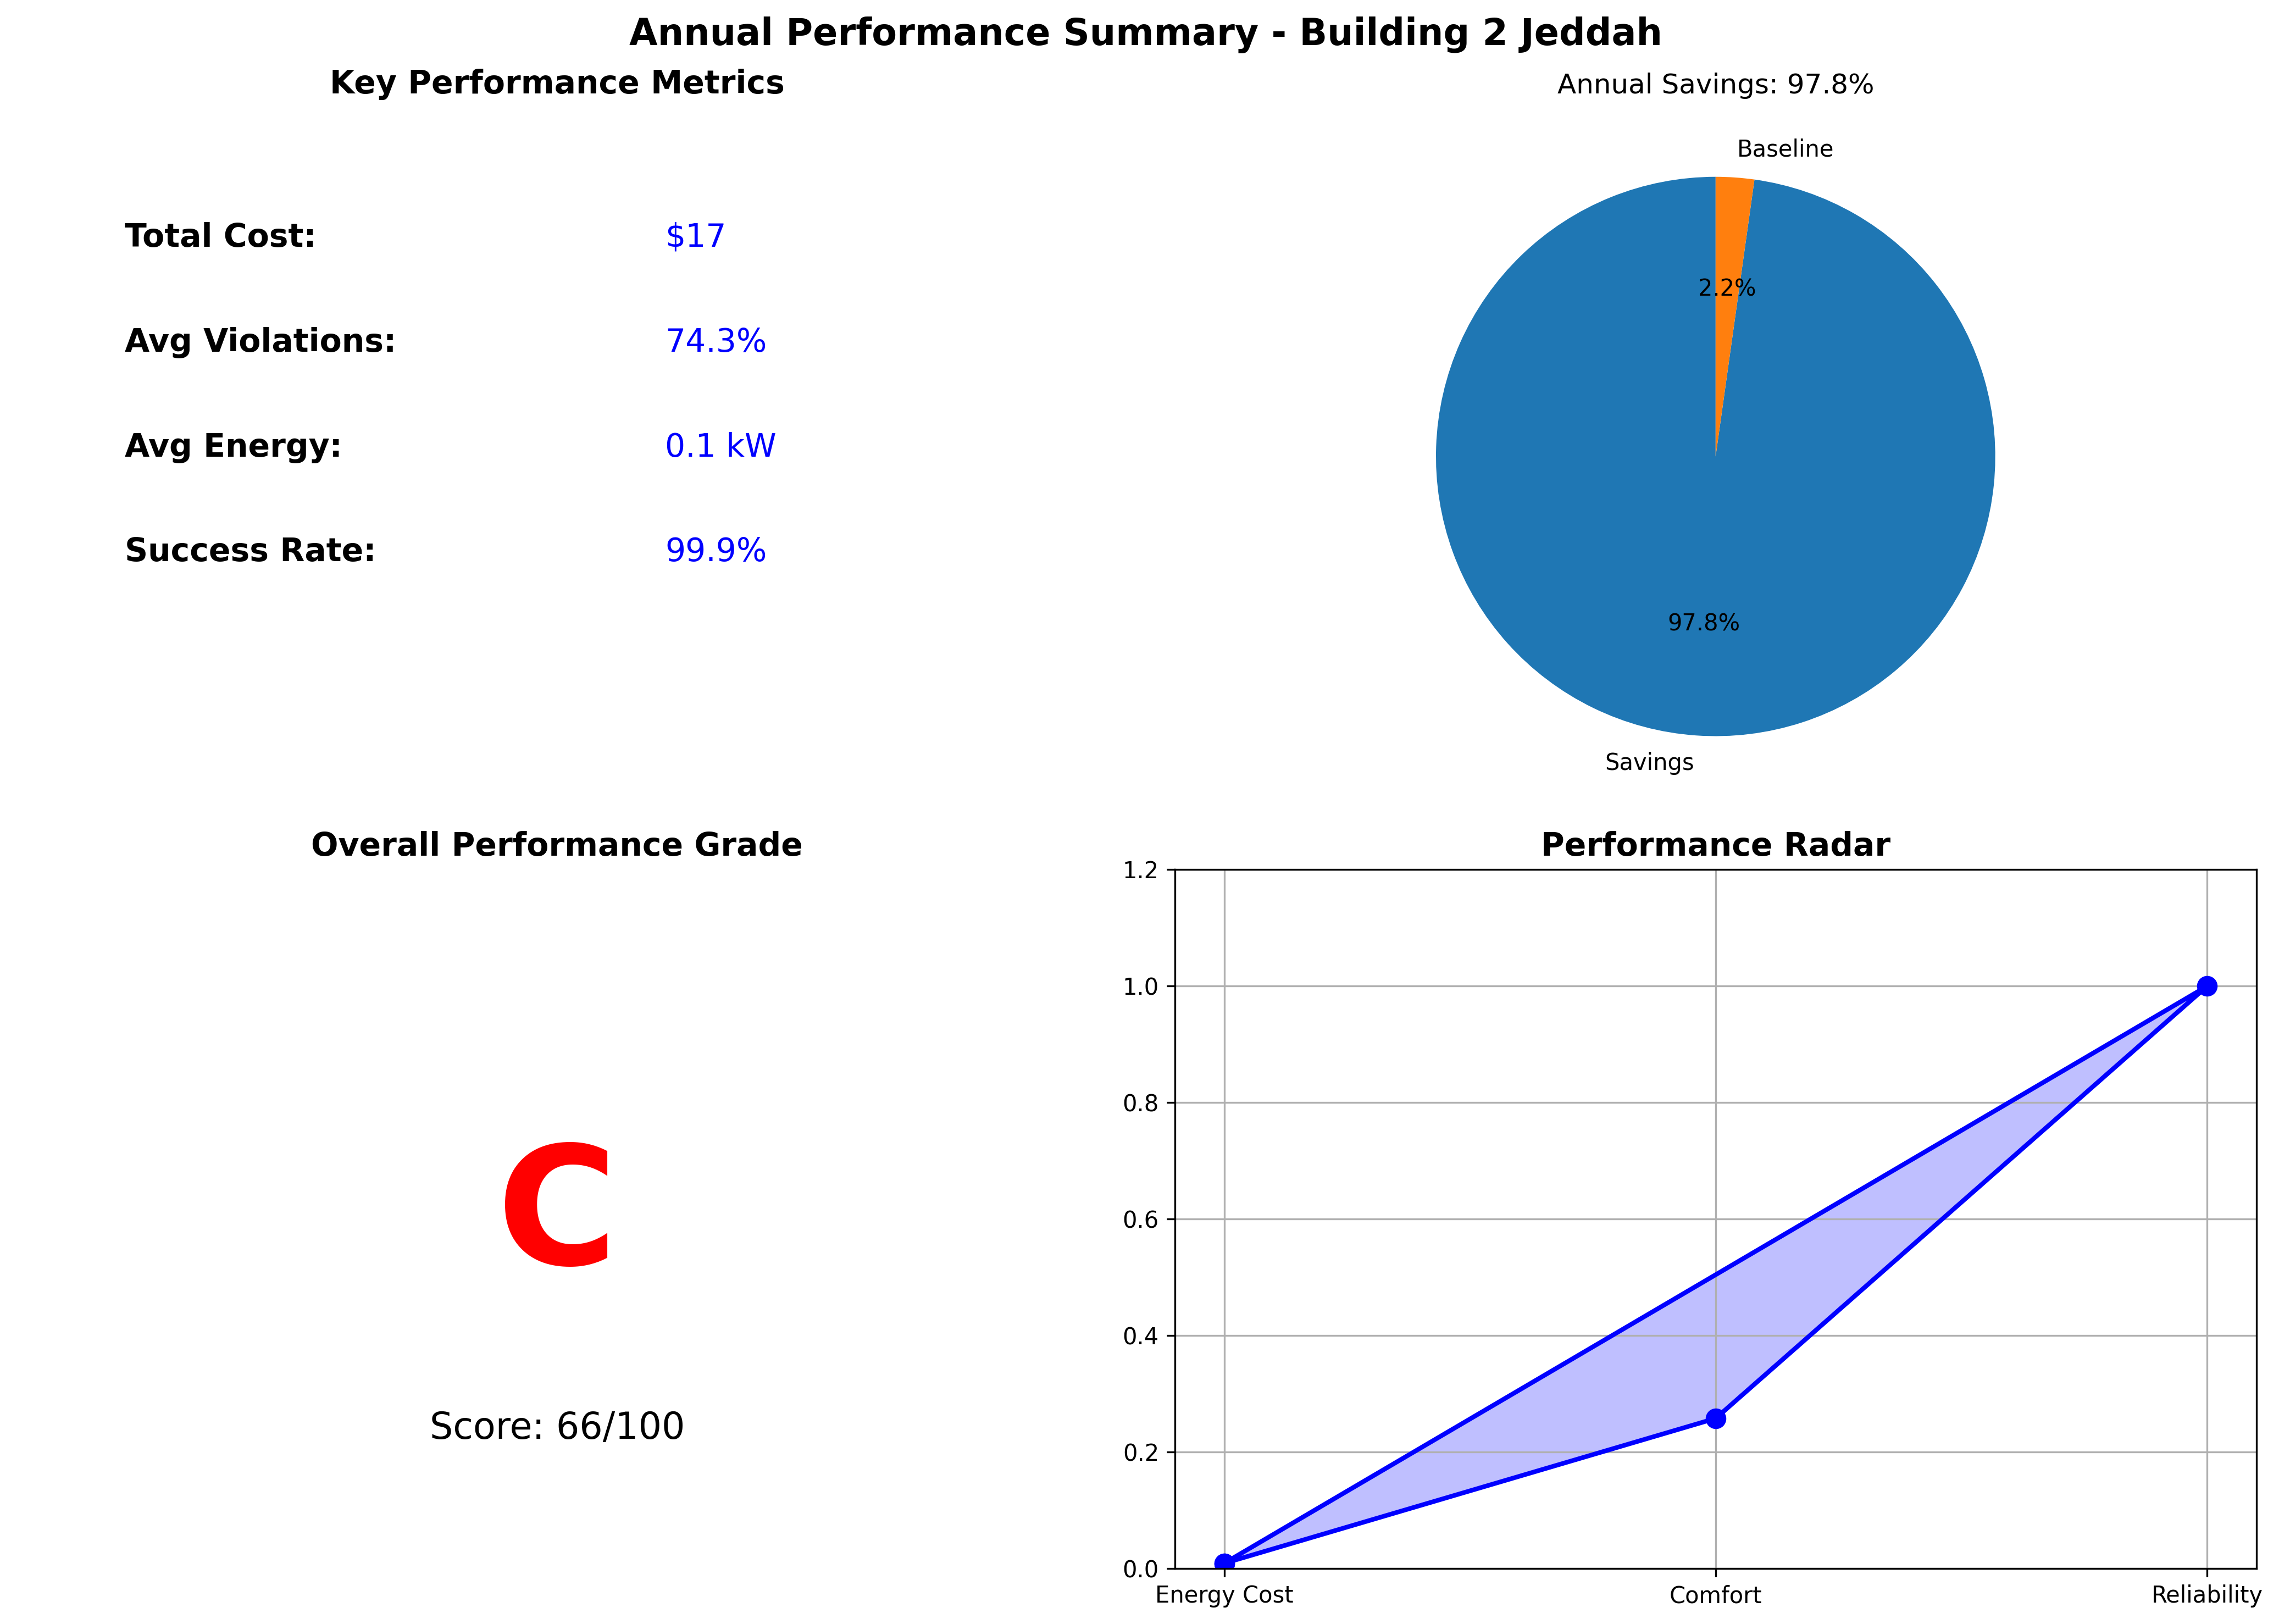 Annual Performance Summary - Building 2 Jeddah
Key Performance Metrics
Total Cost: $17
Avg Violations: 74.3%
Avg Energy: 0.1 kW
Success Rate: 99.9%
Annual Savings: 97.8%
Baseline
2.2%
97.8%
Savings
Overall Performance Grade
C
Score: 66/100
Performance Radar
1.2
1.0
0.8
0.6
0.4
0.2
0.0
Energy Cost Comfort Reliability